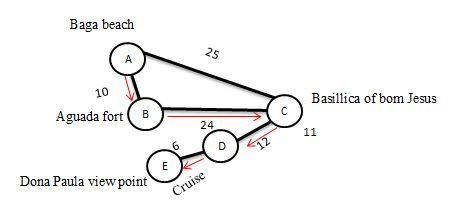 Baga beach
A
25
10
Aguada fort
B
C
Basillica of bom Jesus
24
11
12
D
6
E
Dona Paula view point
Cruise